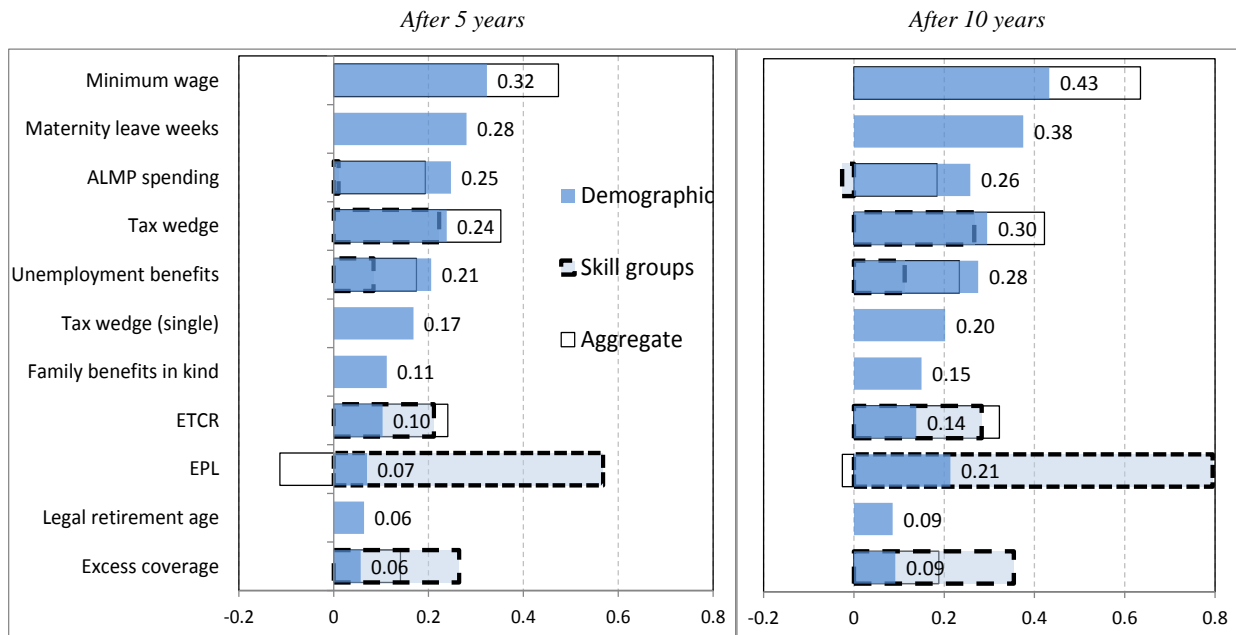 After 5 years
After 10 years
Minimum wage
0.32
0.43
Maternity leave weeks
0.28
0.38
ALMP spending
0.25
0.26
Demographic
Tax wedge
0.24
0.30
Unemployment benefits
0.21
Skill groups
0.28
Tax wedge (single)
0.17
Aggregate
0.20
Family benefits in kind
0.11
0.15
ETCR
0.10
0.14
EPL
0.07
0.21
Legal retirement age
0.06
0.09
Excess coverage
0.06
0.09
-0.2 0 0.2 0.4 0.6 0.8
-0.2 0 0.2 0.4 0.6 0.8